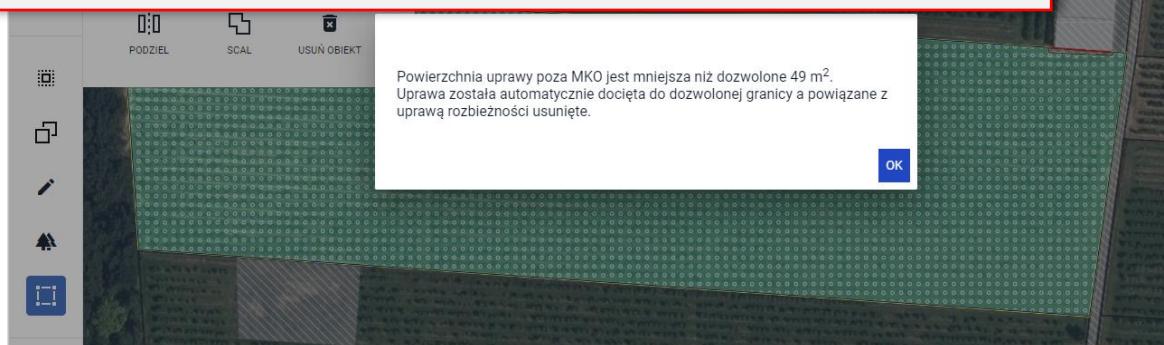 PODZIEL SCAL USUŃ OBIEKT
Powierzchnia uprawy poza MKO jest mniejsza niż dozwolone 49 m².
Uprawa została automatycznie docięta do dozwolonej granicy a powiązane z
uprawą rozbieżności usunięte.
OK